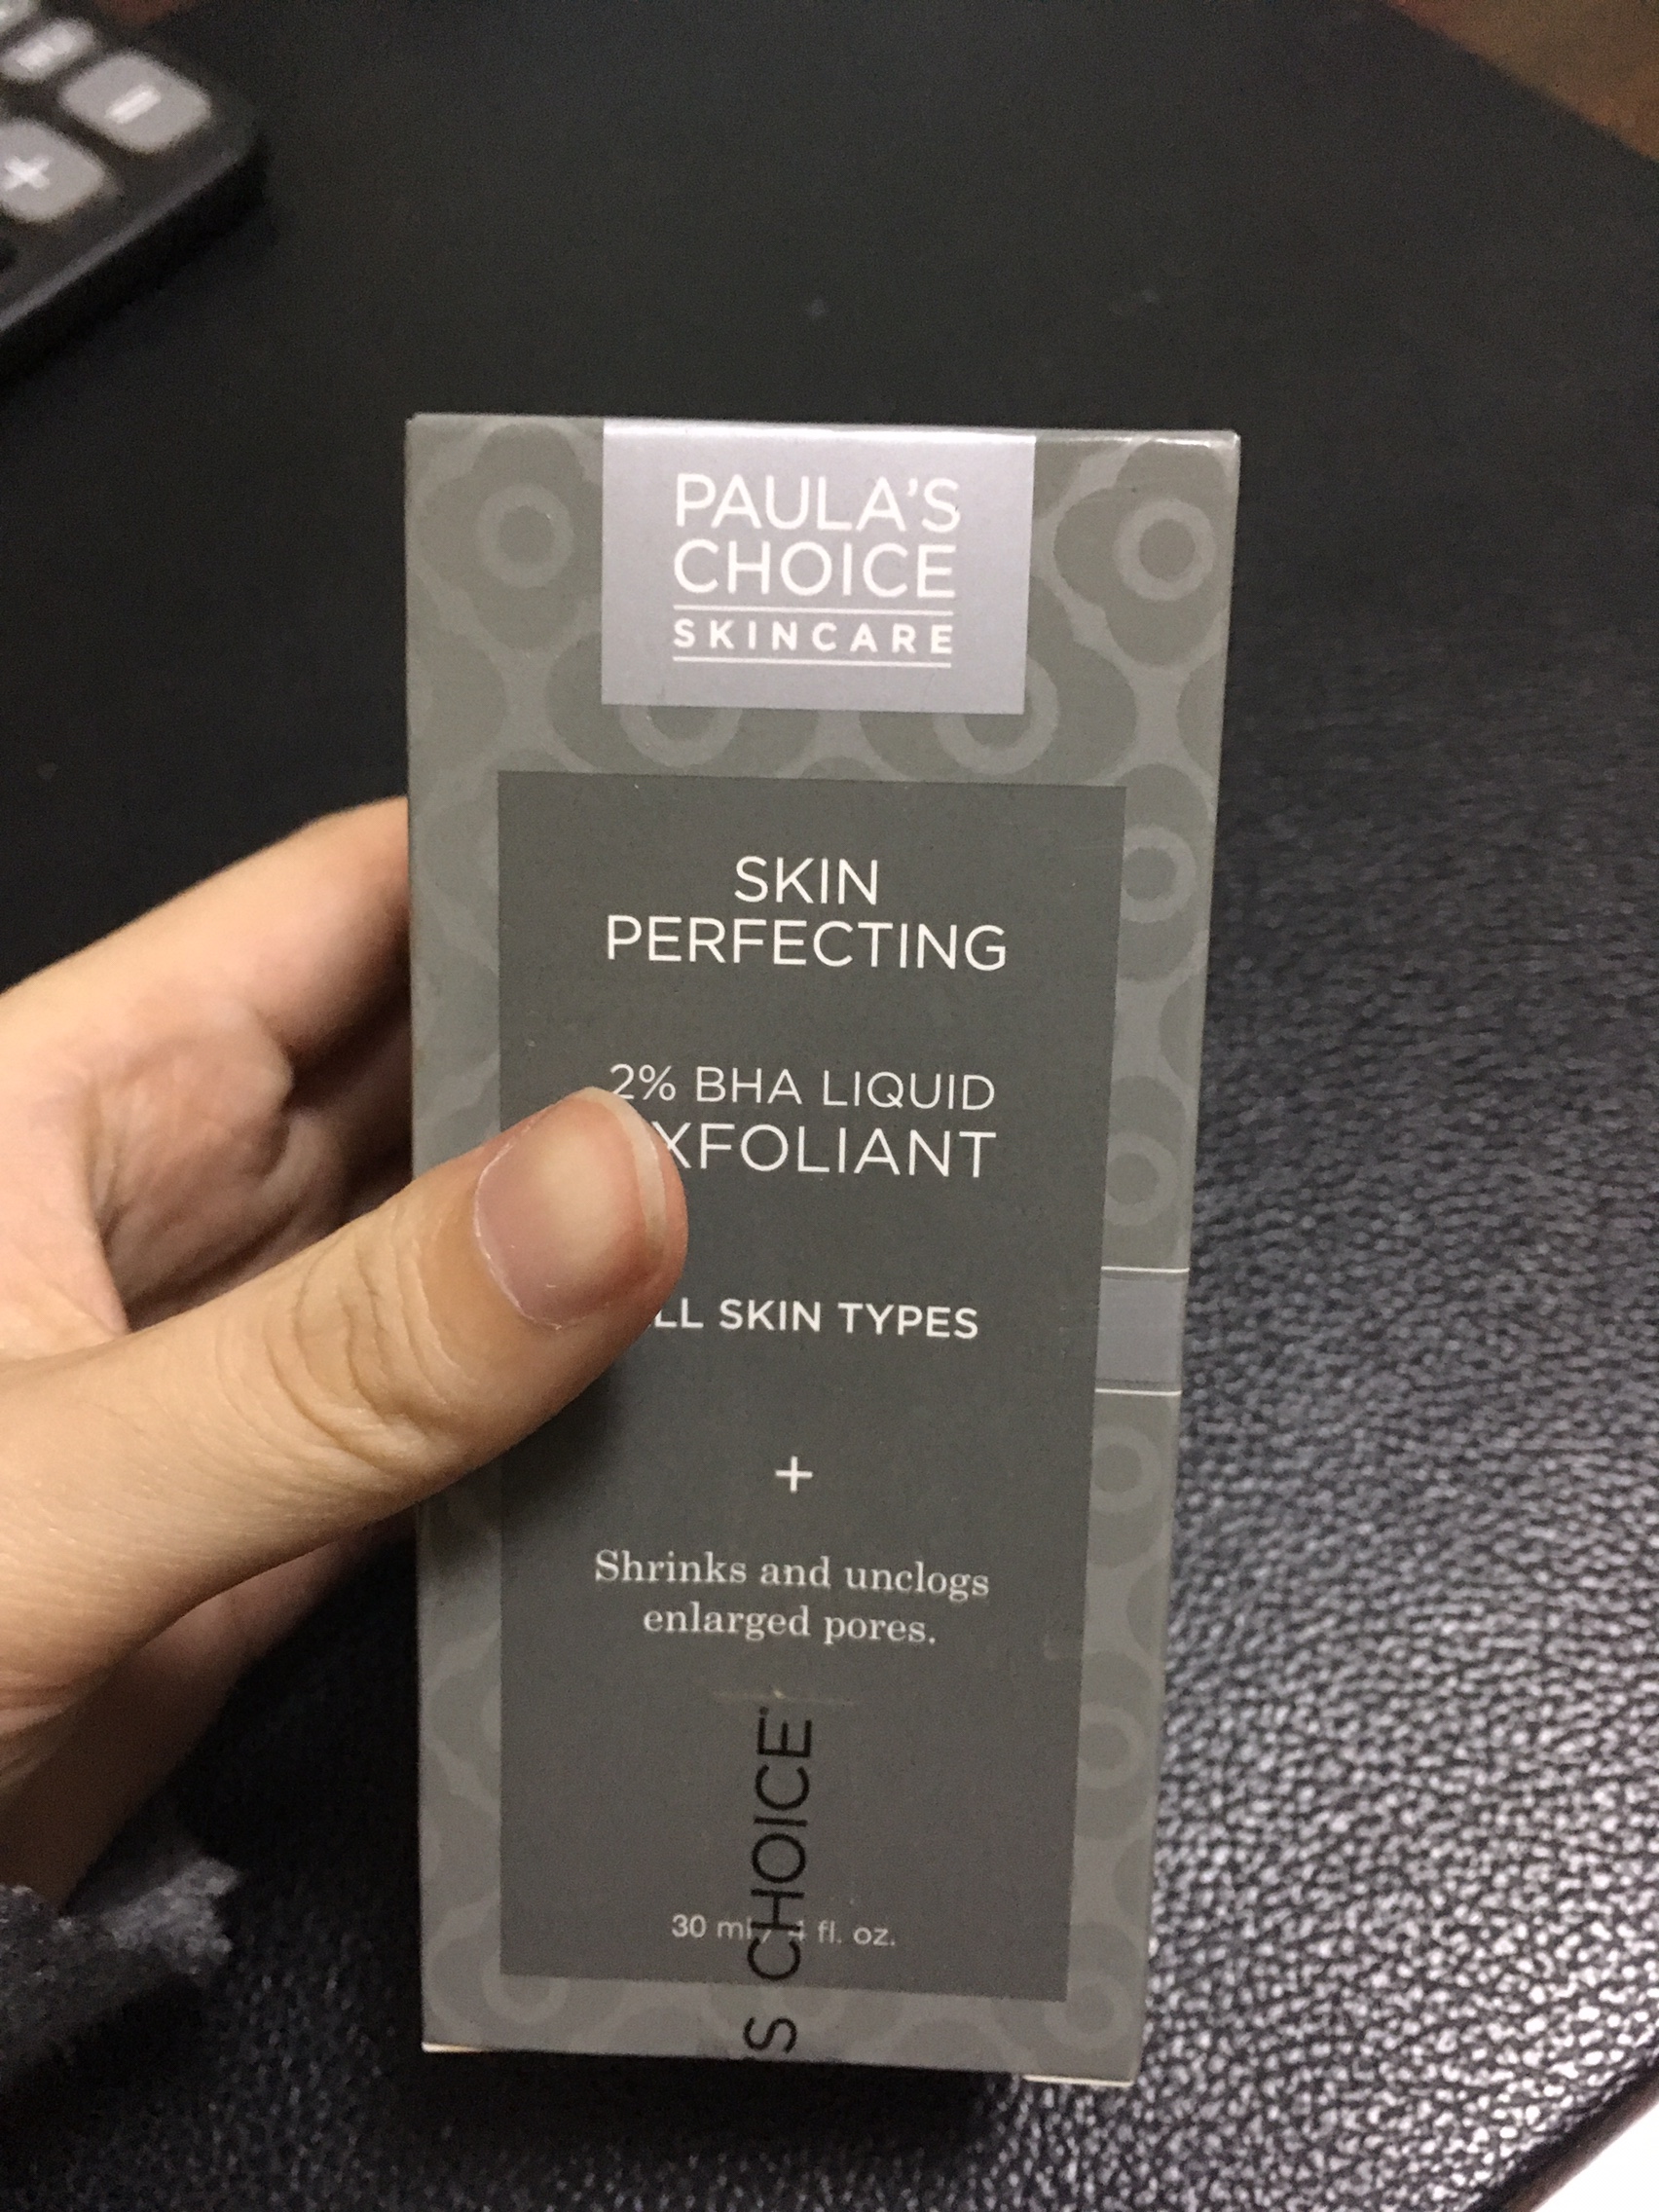 PAULA'S
CHOICE
SKINCARE
SKIN
PERFECTING
2% BHA LIQUID
XFOLIANT
LL SKIN TYPES
+
Shrinks and unclogs
enlarged pores.
S CHOICE
30 ml / 1 fl. oz.